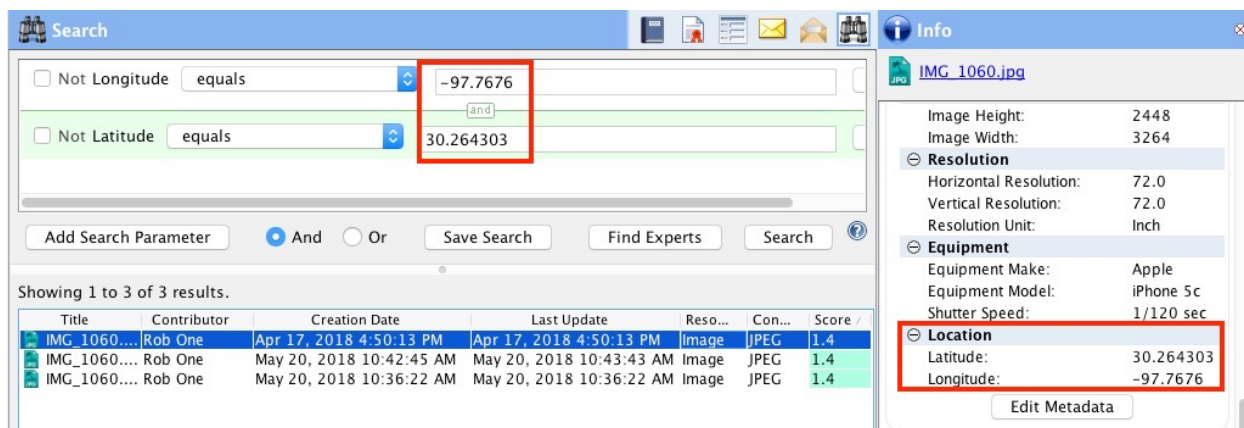 Search
Not Longitude equals -97.7676
and
Not Latitude equals 30.264303
Add Search Parameter And Or Save Search Find Experts Search
Showing 1 to 3 of 3 results.
Title Contributor Creation Date Last Update Reso... Con... Score
IMG_1060.... Rob One Apr 17, 2018 4:50:13 PM Apr 17, 2018 4:50:13 PM Image JPEG 1.4
IMG_1060.... Rob One May 20, 2018 10:42:45 AM May 20, 2018 10:43:43 AM Image JPEG 1.4
IMG_1060.... Rob One May 20, 2018 10:36:22 AM May 20, 2018 10:36:22 AM Image JPEG 1.4
Info
JPG IMG_1060.jpg
Image Height: 2448
Image Width: 3264
Resolution
Horizontal Resolution: 72.0
Vertical Resolution: 72.0
Resolution Unit: Inch
Equipment
Equipment Make: Apple
Equipment Model: iPhone 5c
Shutter Speed: 1/120 sec
Location
Latitude: 30.264303
Longitude: -97.7676
Edit Metadata